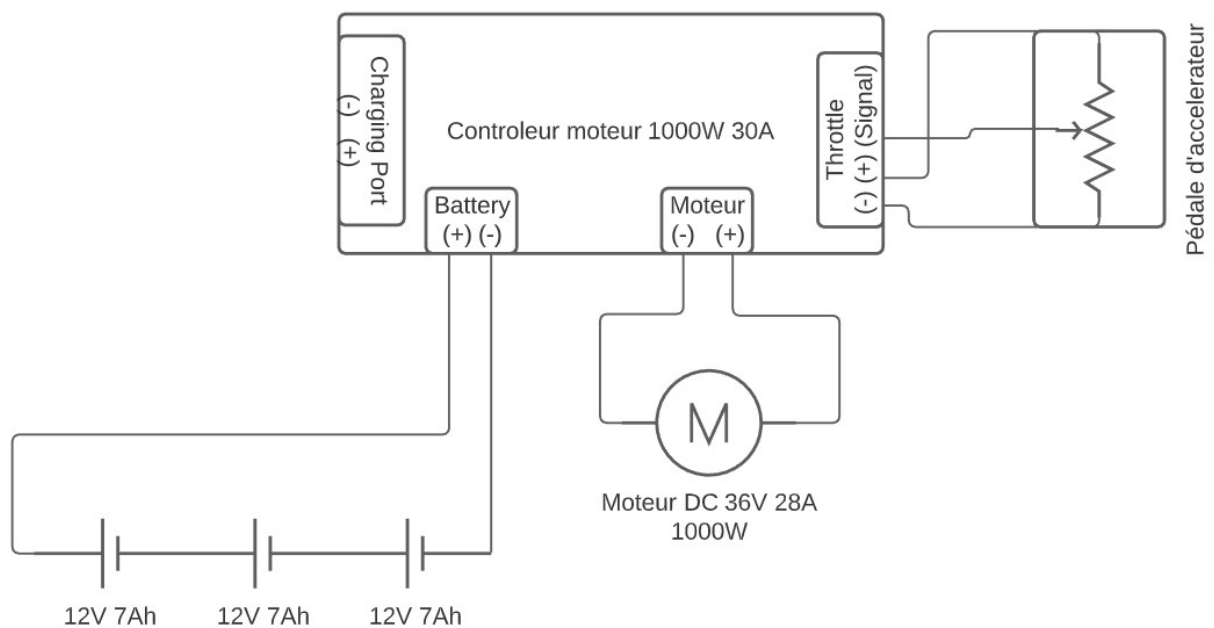 Charging Port
(-) (+)
Controleur moteur 1000W 30A
Throttle
(-) (+) (Signal)
Pédale d'accelerateur
Battery
(+) (-)
Moteur
(-) (+)
M
Moteur DC 36V 28A
1000W
12V 7Ah
12V 7Ah
12V 7Ah